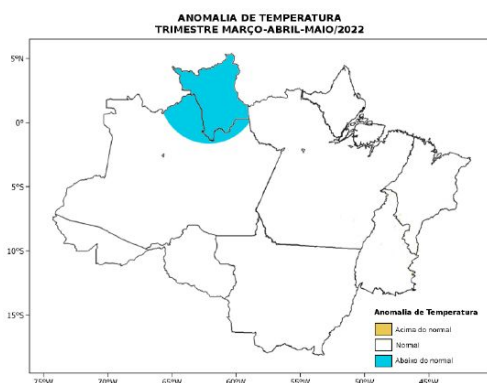 ANOMALIA DE TEMPERATURA
TRIMESTRE MARÇO-ABRIL-MAIO/2022
5°N
0°
5°S
10°S
15°S
Anomalia de Temperatura
Acima do normal
Normal
Abaixo do normal
75°W
70°W
65°W
60°W
55°W
50°W
45°W